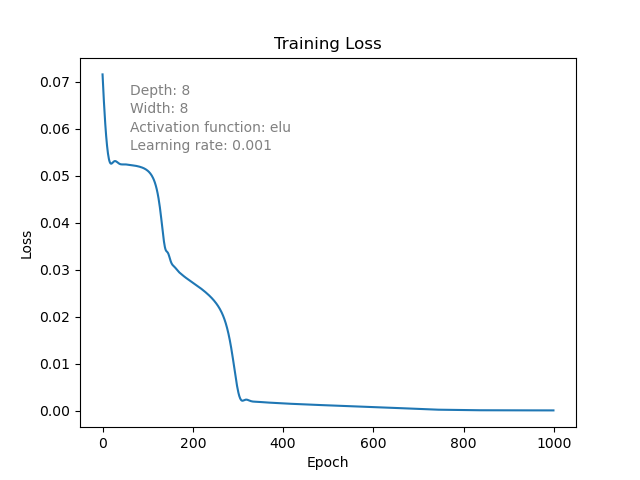 Training Loss
Depth: 8
Width: 8
Activation function: elu
Learning rate: 0.001
0.07
0.06
0.05
0.04
0.03
0.02
0.01
0.00
Loss
0 200 400 600 800 1000
Epoch